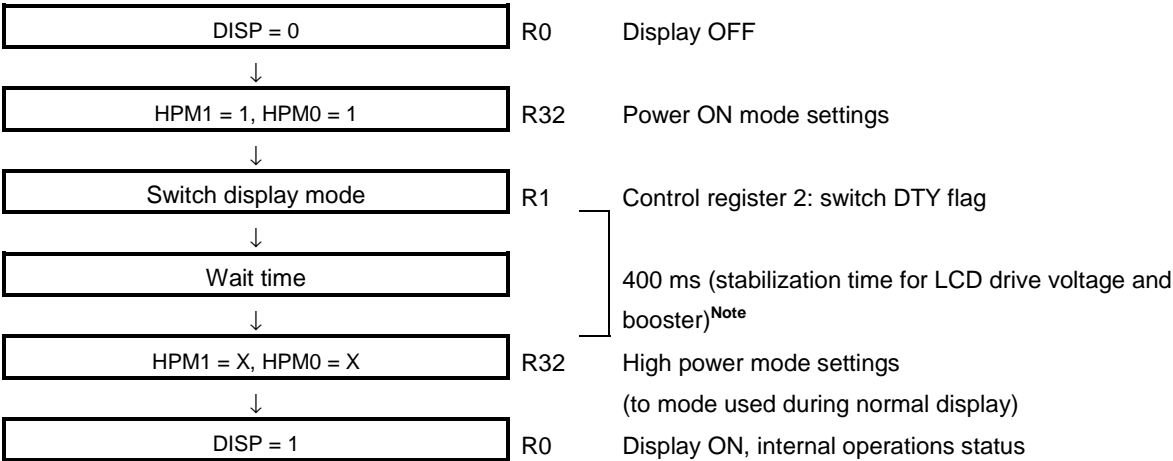 DISP = 0 R0 Display OFF
↓
HPM1 = 1, HPM0 = 1 R32 Power ON mode settings
↓
Switch display mode R1 Control register 2: switch DTY flag
↓
Wait time 400 ms (stabilization time for LCD drive voltage and
booster)Note
↓
HPM1 = X, HPM0 = X R32 High power mode settings
↓ (to mode used during normal display)
DISP = 1 R0 Display ON, internal operations status